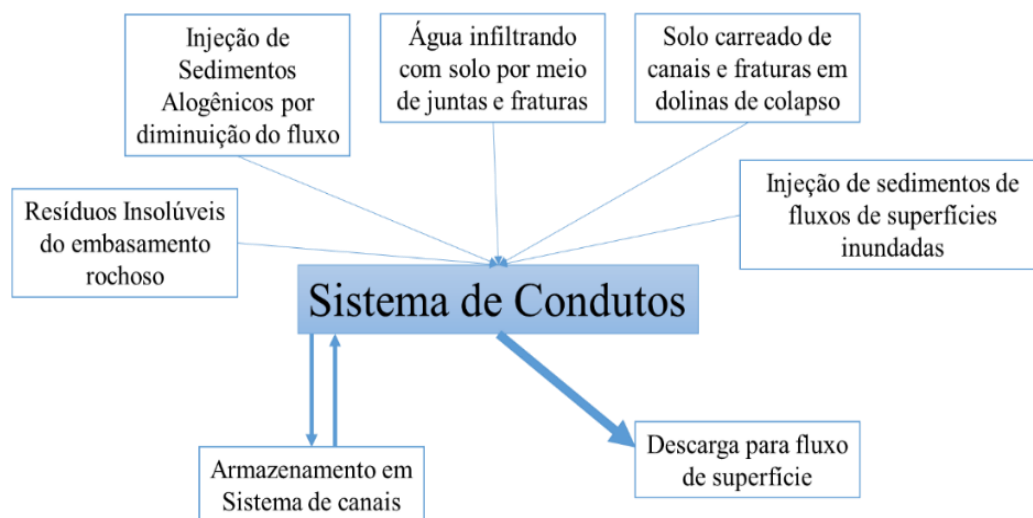 Injeção de
Sedimentos
Alogênicos por
diminuição do fluxo
Água infiltrando
com solo por meio
de juntas e fraturas
Solo carreado de
canais e fraturas em
dolinas de colapso
Resíduos Insolúveis
do embasamento
rochoso
Injeção de sedimentos de
fluxos de superfícies
inundadas
Sistema de Condutos
Armazenamento em
Sistema de canais
Descarga para fluxo
de superfície